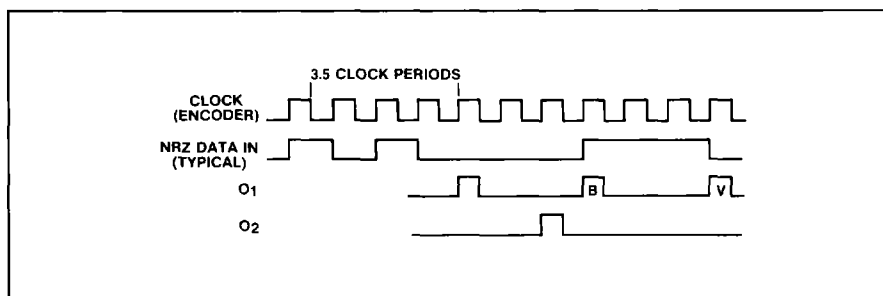 3.5 CLOCK PERIODS
CLOCK
(ENCODER)
NRZ DATA IN
(TYPICAL)
O1
B
V
O2